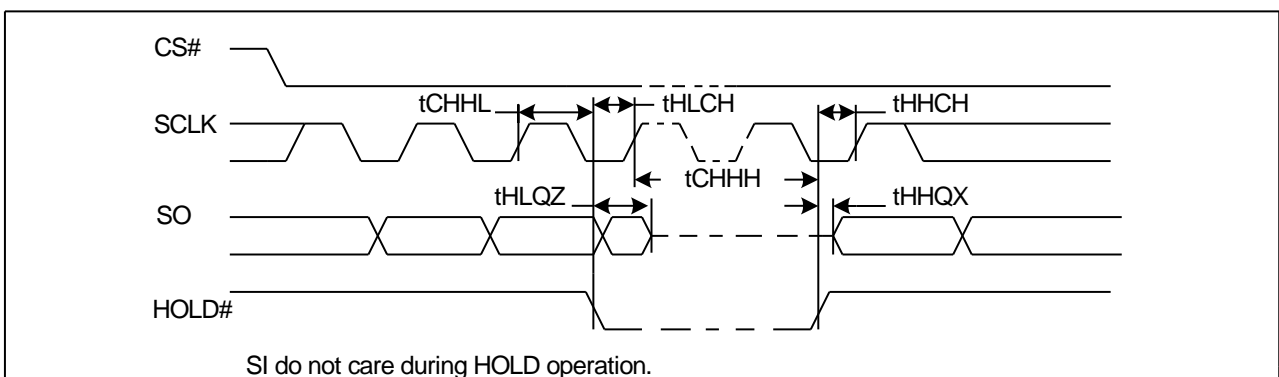 CS#
tCHHL
tHLCH
tHHCH
SCLK
tCHHH
tHLQZ
tHHQX
SO
HOLD#
SI do not care during HOLD operation.